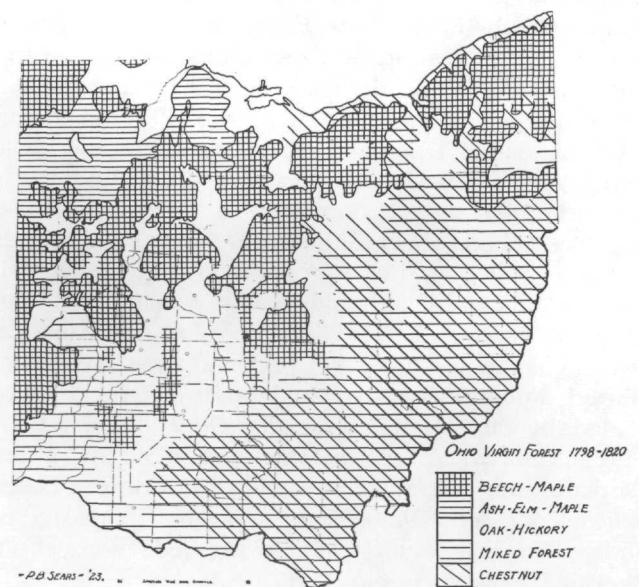 OHIO VIRGIN FOREST 1798-1820
BEECH-MAPLE
ASH-ELM-MAPLE
OAK-HICKORY
MIXED FOREST
CHESTNUT
-P.B. SEARS-'23.